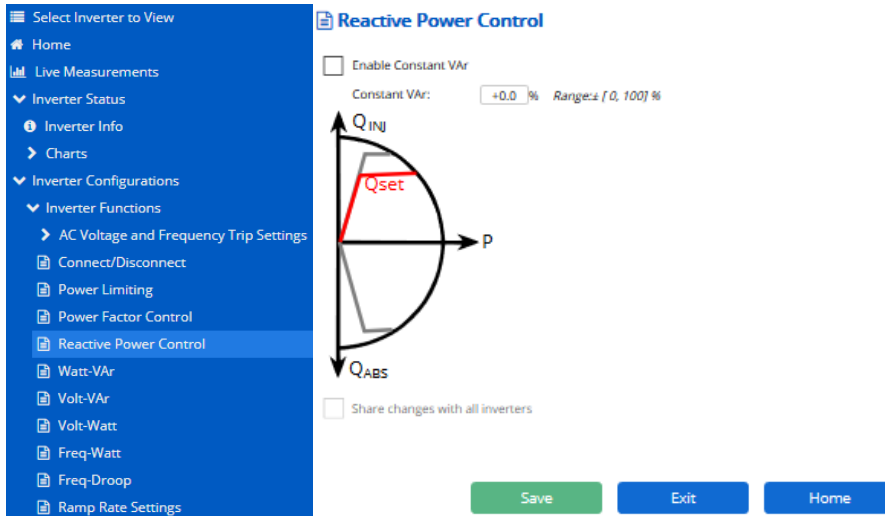 Select Inverter to View
Home
Live Measurements
Inverter Status
Inverter Info
Charts
Inverter Configurations
Inverter Functions
AC Voltage and Frequency Trip Settings
Connect/Disconnect
Power Limiting
Power Factor Control
Reactive Power Control
Watt-VAr
Volt-VAr
Volt-Watt
Freq-Watt
Freq-Droop
Ramp Rate Settings
Reactive Power Control
Enable Constant VAr
Constant VAr: +0.0 % Range:± [ 0, 100] %
QINJ
Qset
P
QABS
Share changes with all inverters
Save Exit Home